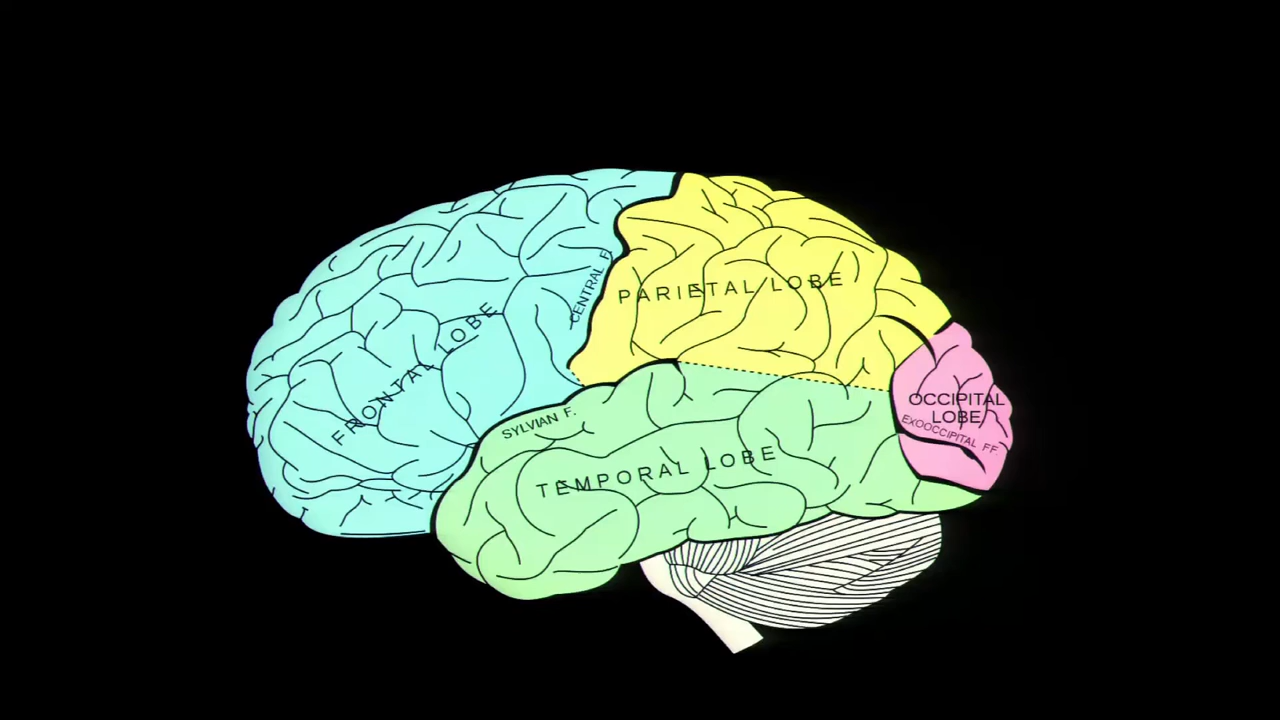 FRONTAL LOBE
CENTRAL F.
PARIETAL LOBE
OCCIPITAL
LOBE
EXOOCCIPITAL FF.
SYLVIAN F.
TEMPORAL LOBE